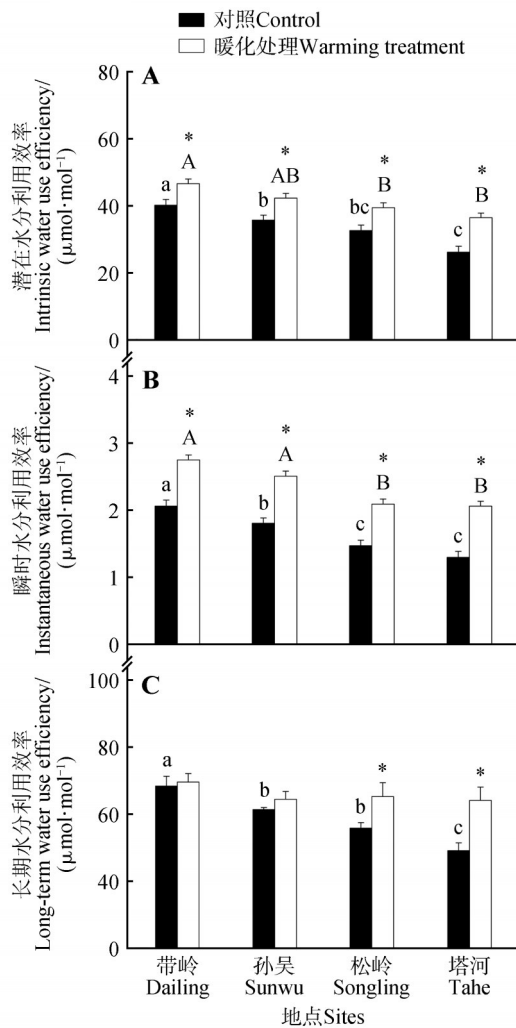 对照Control
暖化处理Warming treatment
A
潜在水分利用效率
Intrinsic water use efficiency/
(μmol·mol⁻¹)
80
60
40
20
0
* * * *
a A b AB bc B c B
B
瞬时水分利用效率
Instantaneous water use efficiency/
(μmol·mol⁻¹)
4
3
2
1
0
* * * *
a A b A c B c B
C
长期水分利用效率
Long-term water use efficiency/
(μmol·mol⁻¹)
100
80
60
40
20
0
a b b * c *
带岭 孙吴 松岭 塔河
Dailing Sunwu Songling Tahe
地点Sites